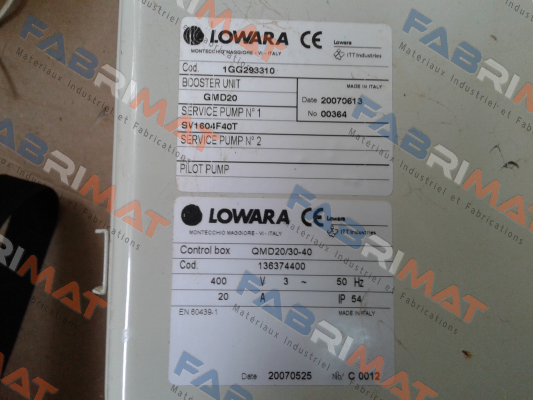 LOWARA CE Lowara
MONTECCHIO MAGGIORE - VI - ITALY ITT Industries
Cod. 1GG293310
BOOSTER UNIT MADE IN ITALY
GMD20 Date 20070613
SERVICE PUMP N° 1 No 00364
SV1604F40T
SERVICE PUMP N° 2
PILOT PUMP
LOWARA CE Lowara
MONTECCHIO MAGGIORE - VI - ITALY ITT Industries
Control box QMD20/30-40
Cod. 136374400
400 V 3 ~ 50 Hz
20 A IP 54
EN 60439-1 MADE IN ITALY
Date 20070525 No. C 0012
FABRIMAT
Materiaux Industriel et Fabrications